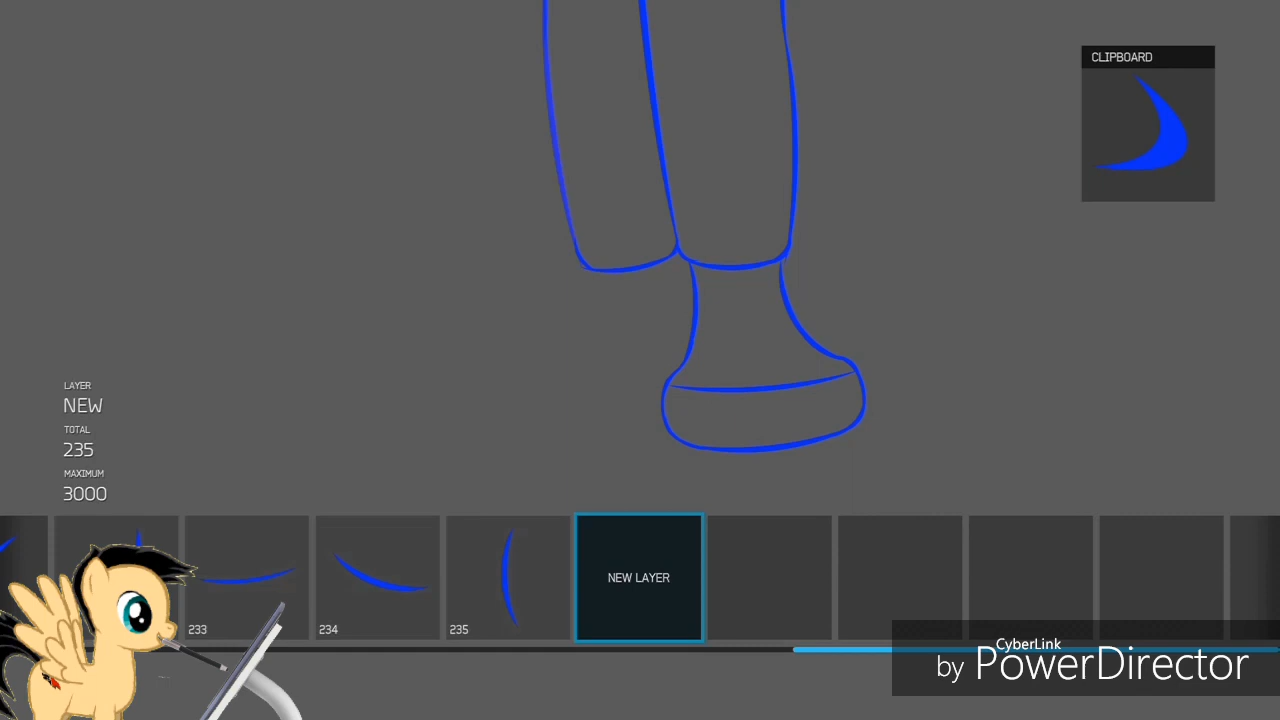 CLIPBOARD
LAYER
NEW
TOTAL
235
MAXIMUM
3000
233
234
235
NEW LAYER
CyberLink
by PowerDirector